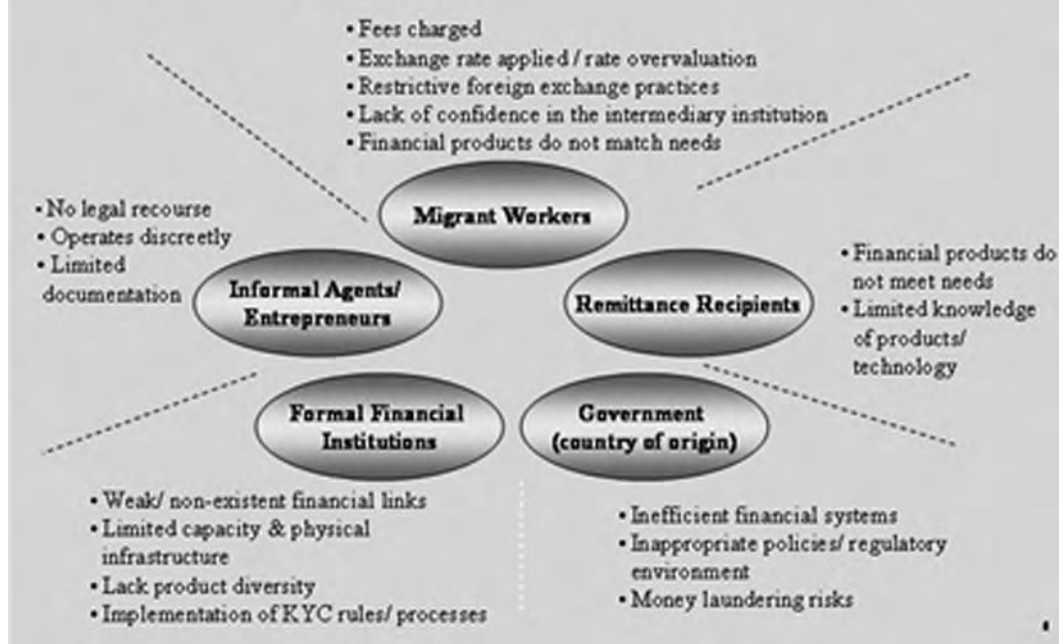 • Fees charged
• Exchange rate applied / rate overvaluation
• Restrictive foreign exchange practices
• Lack of confidence in the intermediary institution
• Financial products do not match needs
Migrant Workers
• No legal recourse
• Operates discreetly
• Limited
documentation
Informal Agents/
Entrepreneurs
Remittance Recipients
• Financial products do
not meet needs
• Limited knowledge
of products/
technology
Formal Financial
Institutions
Government
(country of origin)
• Weak/ non-existent financial links
• Limited capacity & physical
infrastructure
• Lack product diversity
• Implementation of KYC rules/ processes
• Inefficient financial systems
• Inappropriate policies/ regulatory
environment
• Money laundering risks